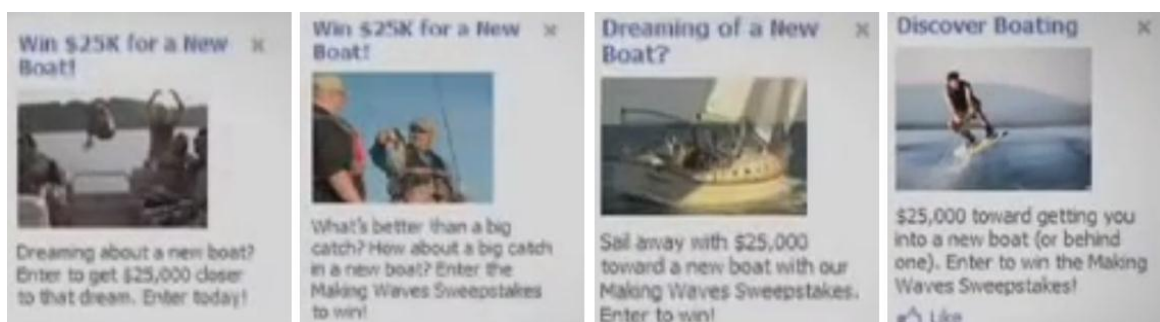 Win $25K for a New
Boat!
Dreaming about a new boat?
Enter to get $25,000 closer
to that dream. Enter today!
Win $25K for a New
Boat!
What's better than a big
catch? How about a big catch
in a new boat? Enter the
Making Waves Sweepstakes
to win!
Dreaming of a New
Boat?
Sail away with $25,000
toward a new boat with our
Making Waves Sweepstakes.
Enter to win!
Discover Boating
$25,000 toward getting you
into a new boat (or behind
one). Enter to win the Making
Waves Sweepstakes!
Like